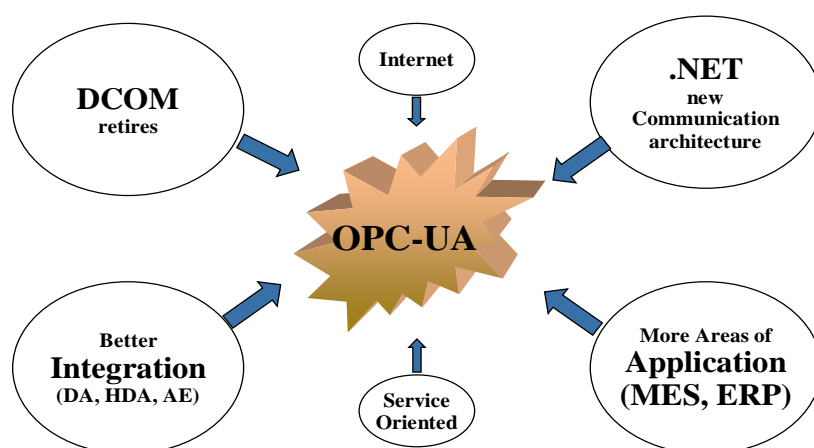 Internet
DCOM
retires
.NET
new
Communication
architecture
OPC-UA
Better
Integration
(DA, HDA, AE)
Service
Oriented
More Areas of
Application
(MES, ERP)